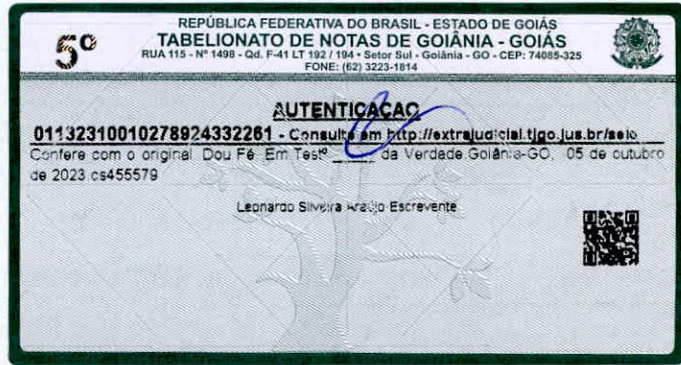 5º
REPÚBLICA FEDERATIVA DO BRASIL - ESTADO DE GOIÁS
TABELIONATO DE NOTAS DE GOIÂNIA - GOIÁS
RUA 115 - Nº 1498 - Qd. F-41 LT 192 / 194 • Setor Sul - Goiânia - GO - CEP: 74085-325
FONE: (62) 3223-1814
AUTENTICAÇÃO
01132310010278924332261 - Consulte em http://extrajudicial.tjgo.jus.br/selo
Confere com o original. Dou Fé. Em Testº ____ da Verdade.Goiânia-GO, 05 de outubro
de 2023.cs455579
Leonardo Silveira Araújo-Escrevente